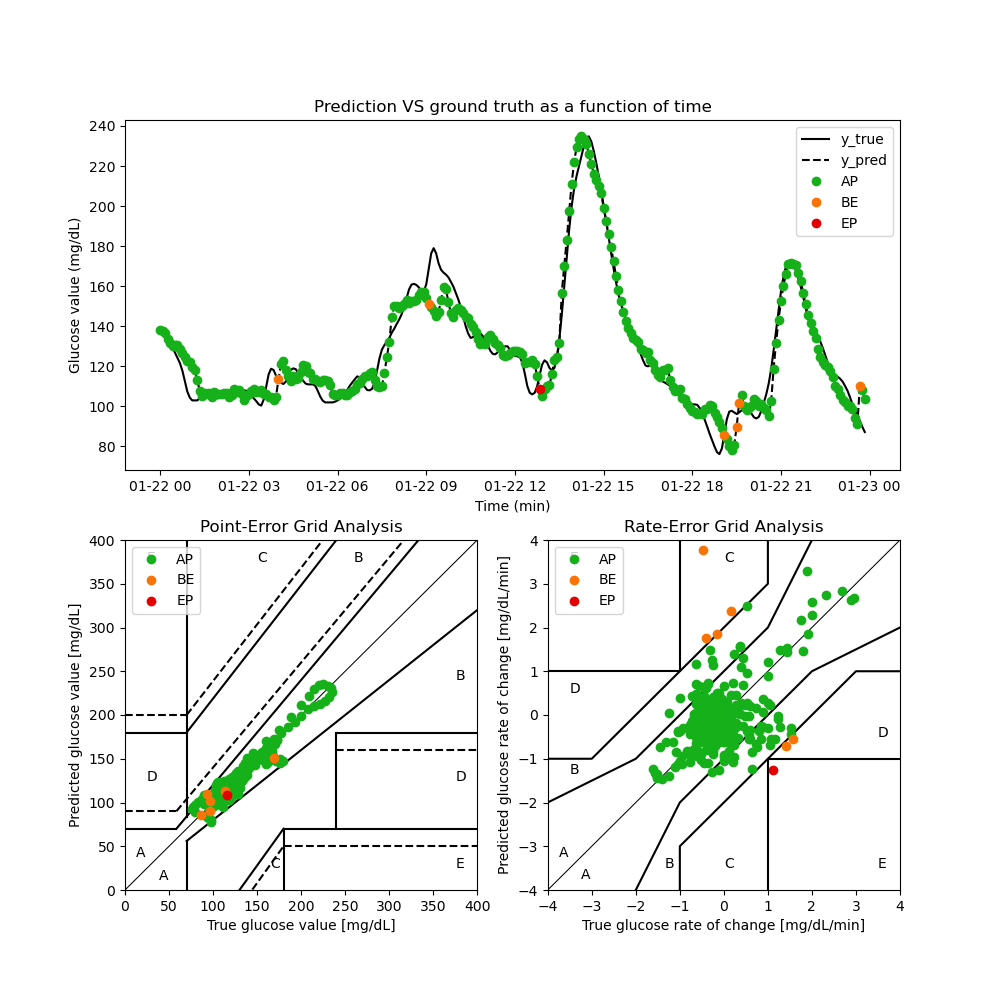 Prediction VS ground truth as a function of time
Glucose value (mg/dL)
240
220
200
180
160
140
120
100
80
y_true
y_pred
AP
BE
EP
01-22 00 01-22 03 01-22 06 01-22 09 01-22 12 01-22 15 01-22 18 01-22 21 01-23 00
Time (min)
Point-Error Grid Analysis
Predicted glucose value [mg/dL]
400
350
300
250
200
150
100
50
0
AP
BE
EP
C
B
B
D
D
A
A
C
E
0 50 100 150 200 250 300 350 400
True glucose value [mg/dL]
Rate-Error Grid Analysis
Predicted glucose rate of change [mg/dL/min]
4
3
2
1
0
−1
−2
−3
−4
AP
BE
EP
C
D
D
B
A
A
B
C
E
−4 −3 −2 −1 0 1 2 3 4
True glucose rate of change [mg/dL/min]